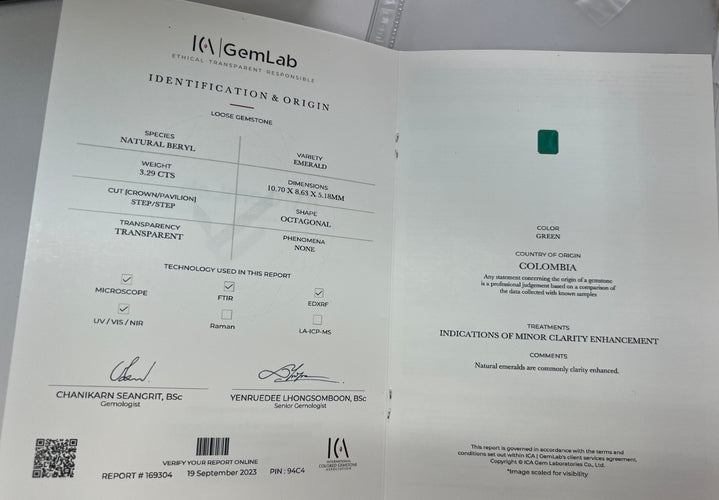 ICA | GemLab
ETHICAL TRANSPARENT RESPONSIBLE
IDENTIFICATION & ORIGIN
LOOSE GEMSTONE
SPECIES
NATURAL BERYL
VARIETY
EMERALD
WEIGHT
3.29 CTS
DIMENSIONS
10.70 X 8.63 X 5.18MM
CUT [CROWN/PAVILION]
STEP/STEP
SHAPE
OCTAGONAL
TRANSPARENCY
TRANSPARENT
PHENOMENA
NONE
TECHNOLOGY USED IN THIS REPORT
MICROSCOPE
FTIR
EDXRF
UV / VIS / NIR
Raman
LA-ICP-MS
CHANIKARN SEANGRIT, BSc
Gemologist
YENRUEDEE LHONGSOMBOON, BSc
Senior Gemologist
VERIFY YOUR REPORT ONLINE
REPORT # 169304 19 September 2023 PIN : 94C4
ICA
INTERNATIONAL
COLORED GEMSTONE
ASSOCIATION
COLOR
GREEN
COUNTRY OF ORIGIN
COLOMBIA
Any statement concerning the origin of a gemstone
is a professional judgement based on a comparison of
the data collected with known samples
TREATMENTS
INDICATIONS OF MINOR CLARITY ENHANCEMENT
COMMENTS
Natural emeralds are commonly clarity enhanced.
This report is governed in accordance with the terms and
conditions set out within ICA | GemLab's client services agreement.
Copyright © ICA Gem Laboratories Co., Ltd.
*Image scaled for visibility